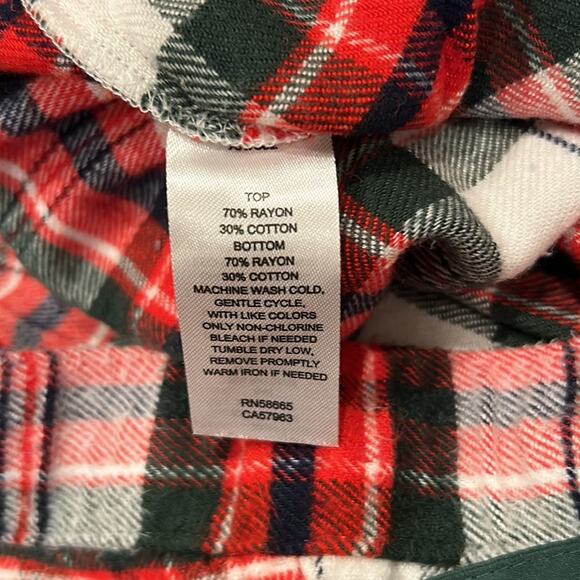 TOP
70% RAYON
30% COTTON
BOTTOM
70% RAYON
30% COTTON
MACHINE WASH COLD,
GENTLE CYCLE,
WITH LIKE COLORS
ONLY NON-CHLORINE
BLEACH IF NEEDED
TUMBLE DRY LOW,
REMOVE PROMPTLY
WARM IRON IF NEEDED
RN58665
CA57963